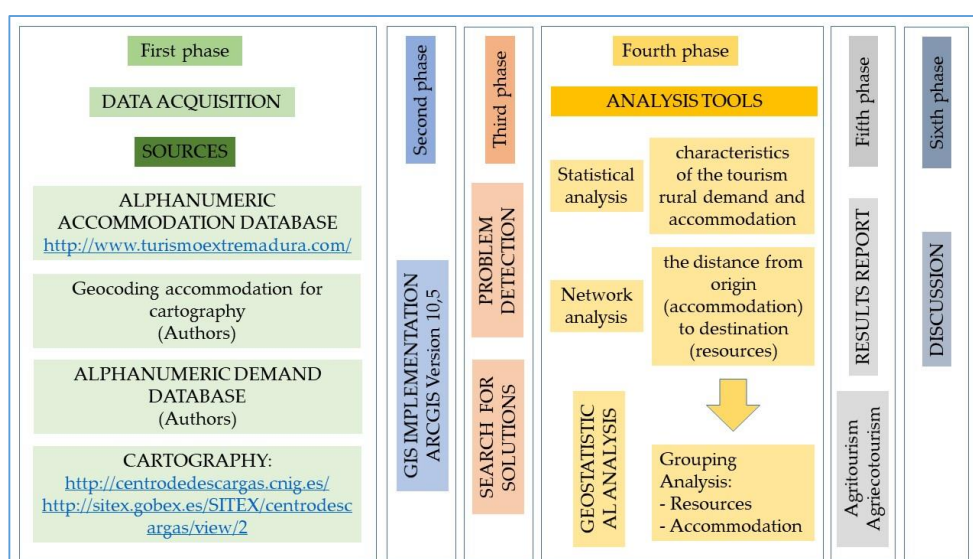 First phase
DATA ACQUISITION
SOURCES
ALPHANUMERIC
ACCOMMODATION DATABASE
http://www.turismoextremadura.com/
Geocoding accommodation for
cartography
(Authors)
ALPHANUMERIC DEMAND
DATABASE
(Authors)
CARTOGRAPHY:
http://centrodedescargas.cnig.es/
http://sitex.gobex.es/SITEX/centrodesc
argas/view/2
Second phase
GIS IMPLEMENTATION
ARCGIS Version 10,5
Third phase
PROBLEM
DETECTION
SEARCH FOR
SOLUTIONS
Fourth phase
ANALYSIS TOOLS
Statistical
analysis
characteristics
of the tourism
rural demand and
accommodation
Network
analysis
the distance from
origin
(accommodation)
to destination
(resources)
GEOSTATISTIC
AL ANALYSIS
Grouping
Analysis:
- Resources
- Accommodation
Fifth phase
RESULTS REPORT
Agritourism
Agriecotourism
Sixth phase
DISCUSSION